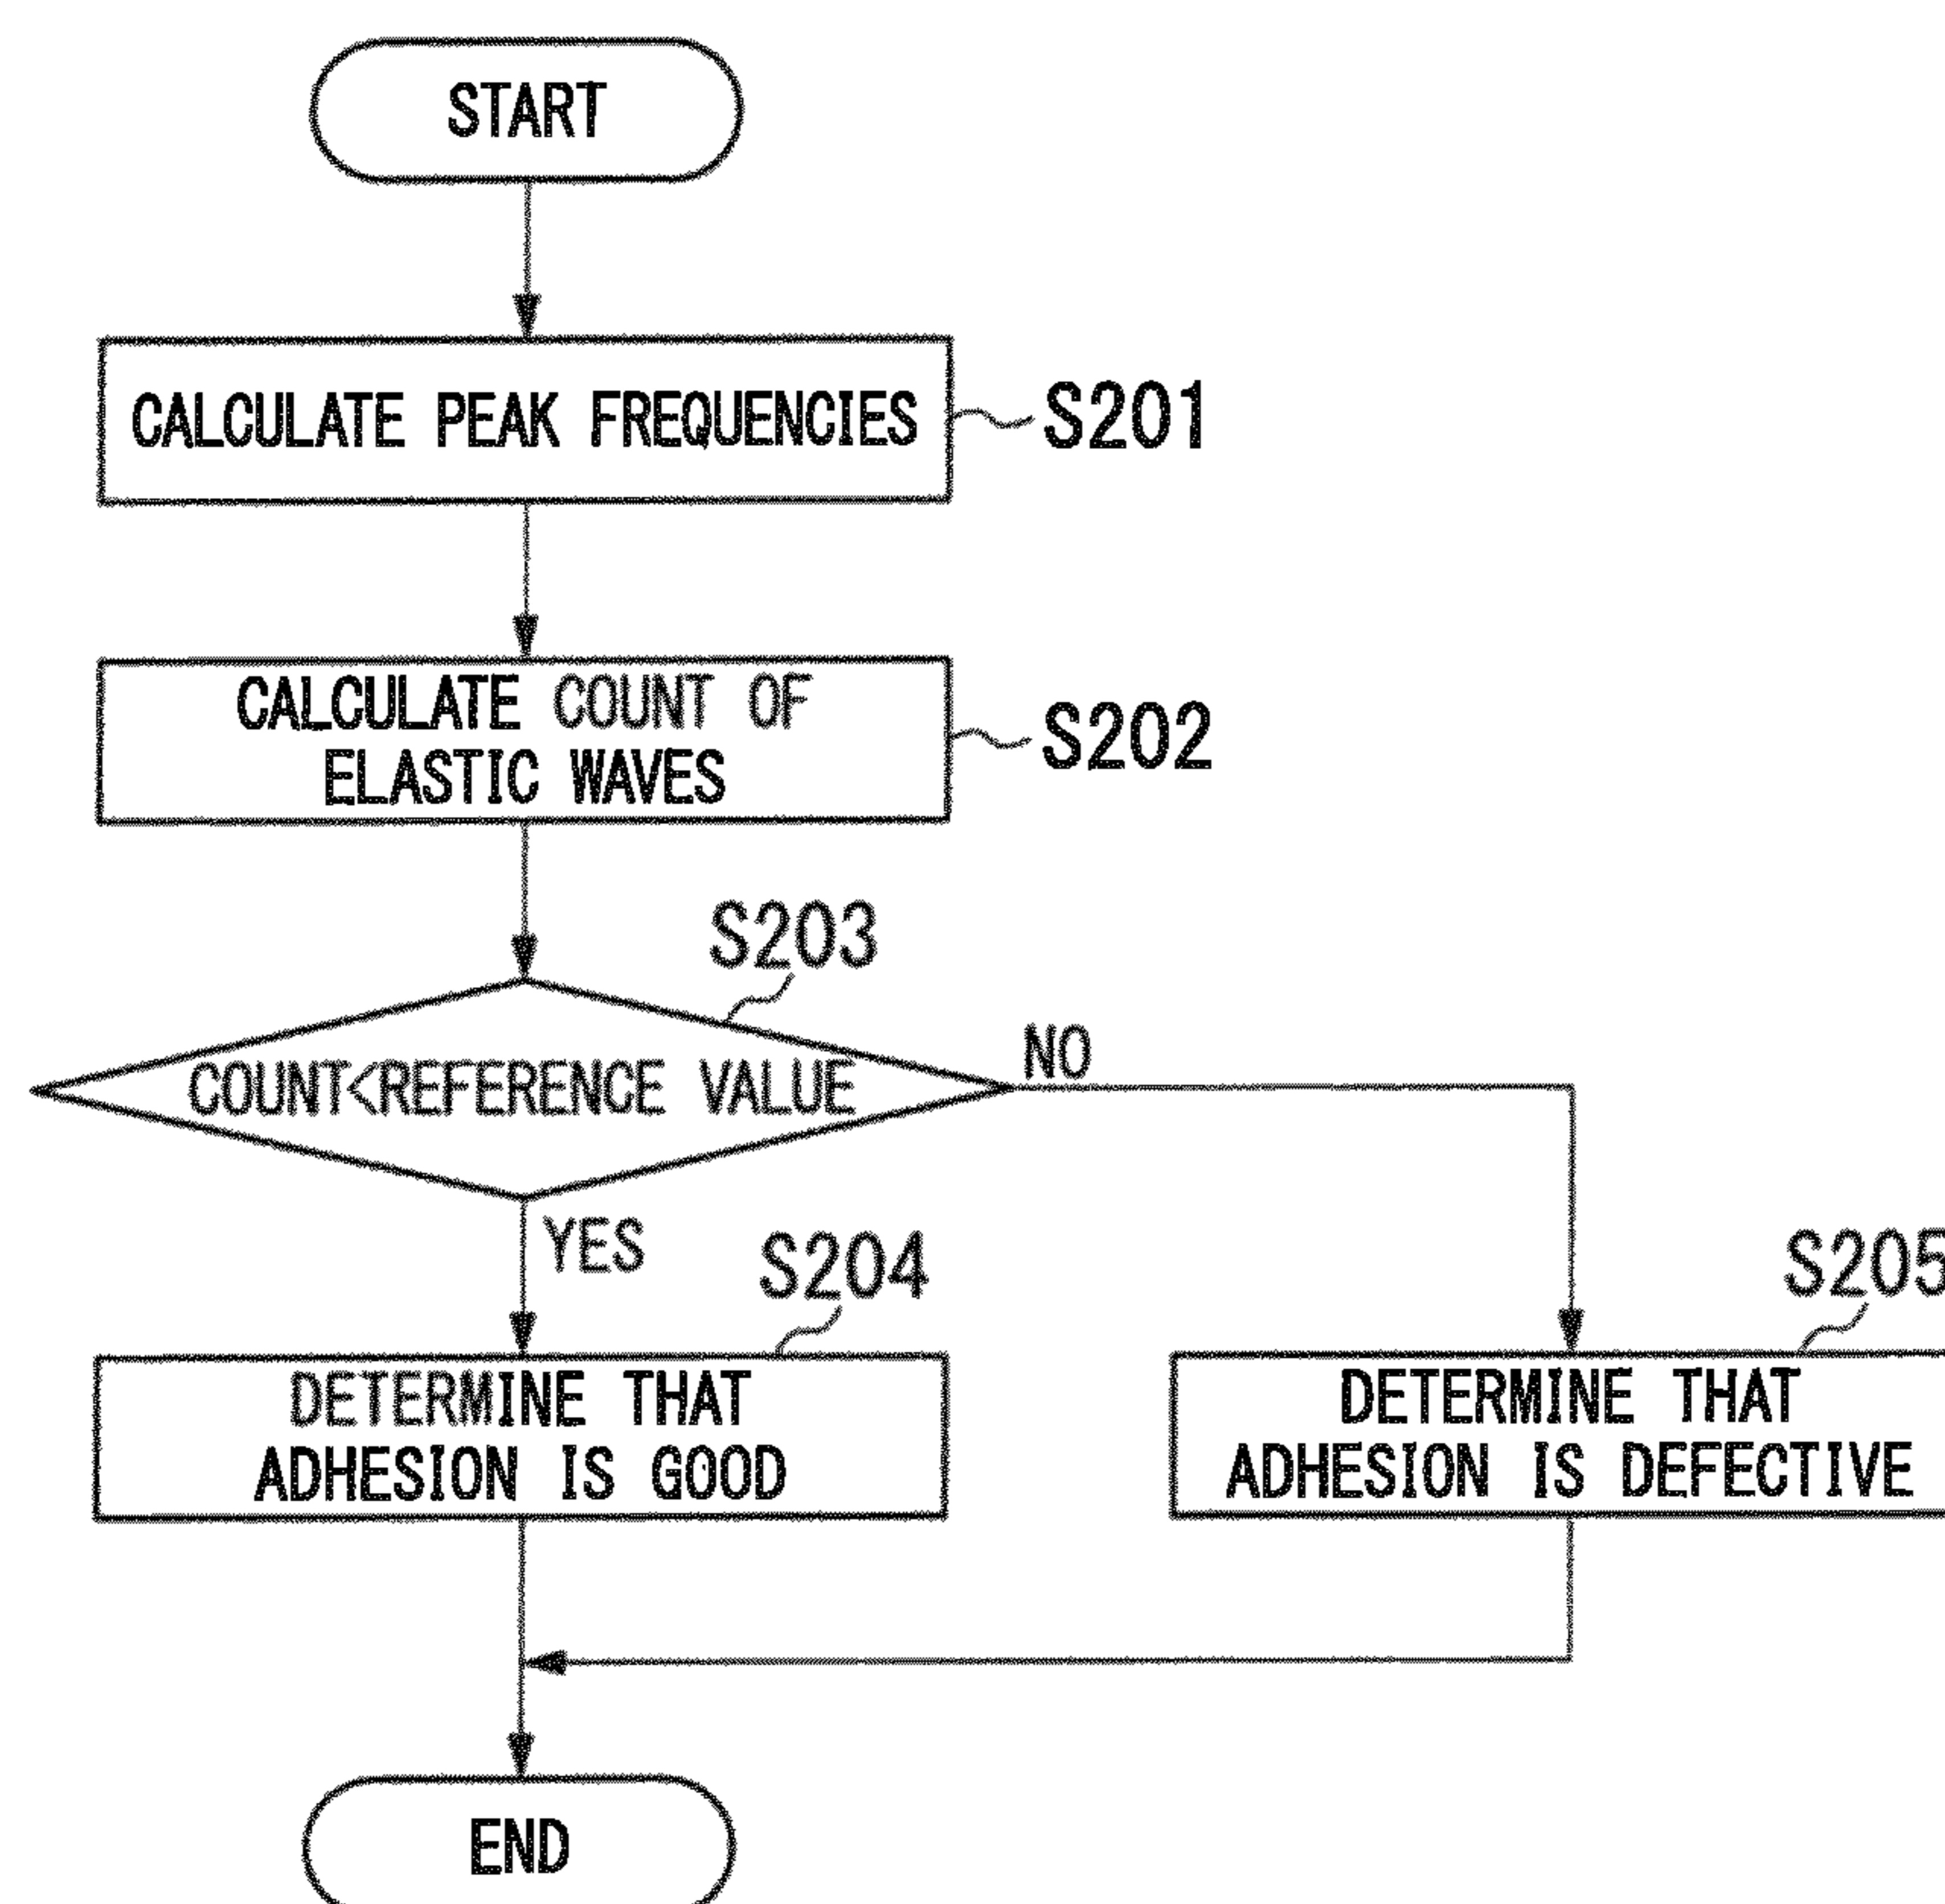 START
CALCULATE PEAK FREQUENCIES
S201
CALCULATE COUNT OF
ELASTIC WAVES
S202
S203
COUNT<REFERENCE VALUE
NO
YES
S204
S205
DETERMINE THAT
ADHESION IS GOOD
DETERMINE THAT
ADHESION IS DEFECTIVE
END